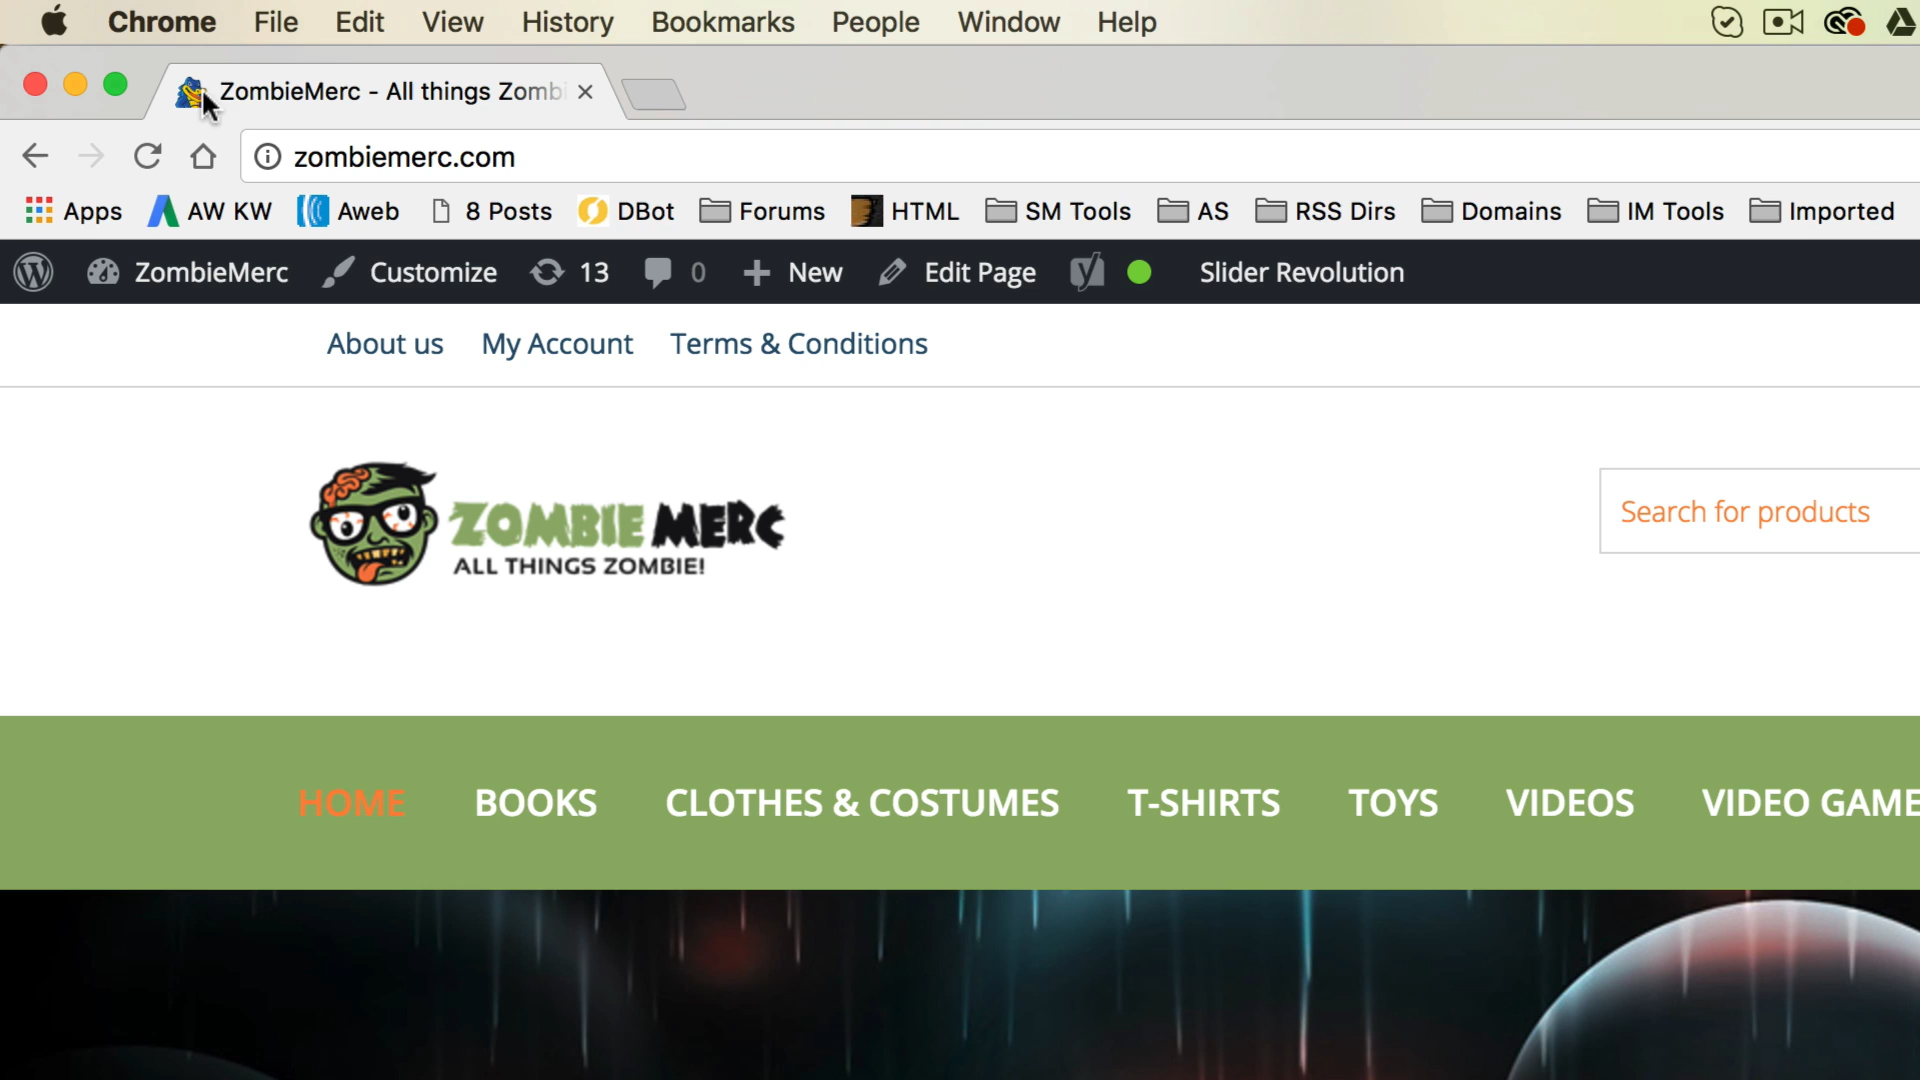 Chrome File Edit View History Bookmarks People Window Help
ZombieMerc - All things Zombi
zombiemerc.com
Apps AW KW Aweb 8 Posts DBot Forums HTML SM Tools AS RSS Dirs Domains IM Tools Imported
ZombieMerc Customize 13 0 New Edit Page Slider Revolution
About us My Account Terms & Conditions
ZOMBIE MERC
ALL THINGS ZOMBIE!
Search for products
HOME BOOKS CLOTHES & COSTUMES T-SHIRTS TOYS VIDEOS VIDEO GAME